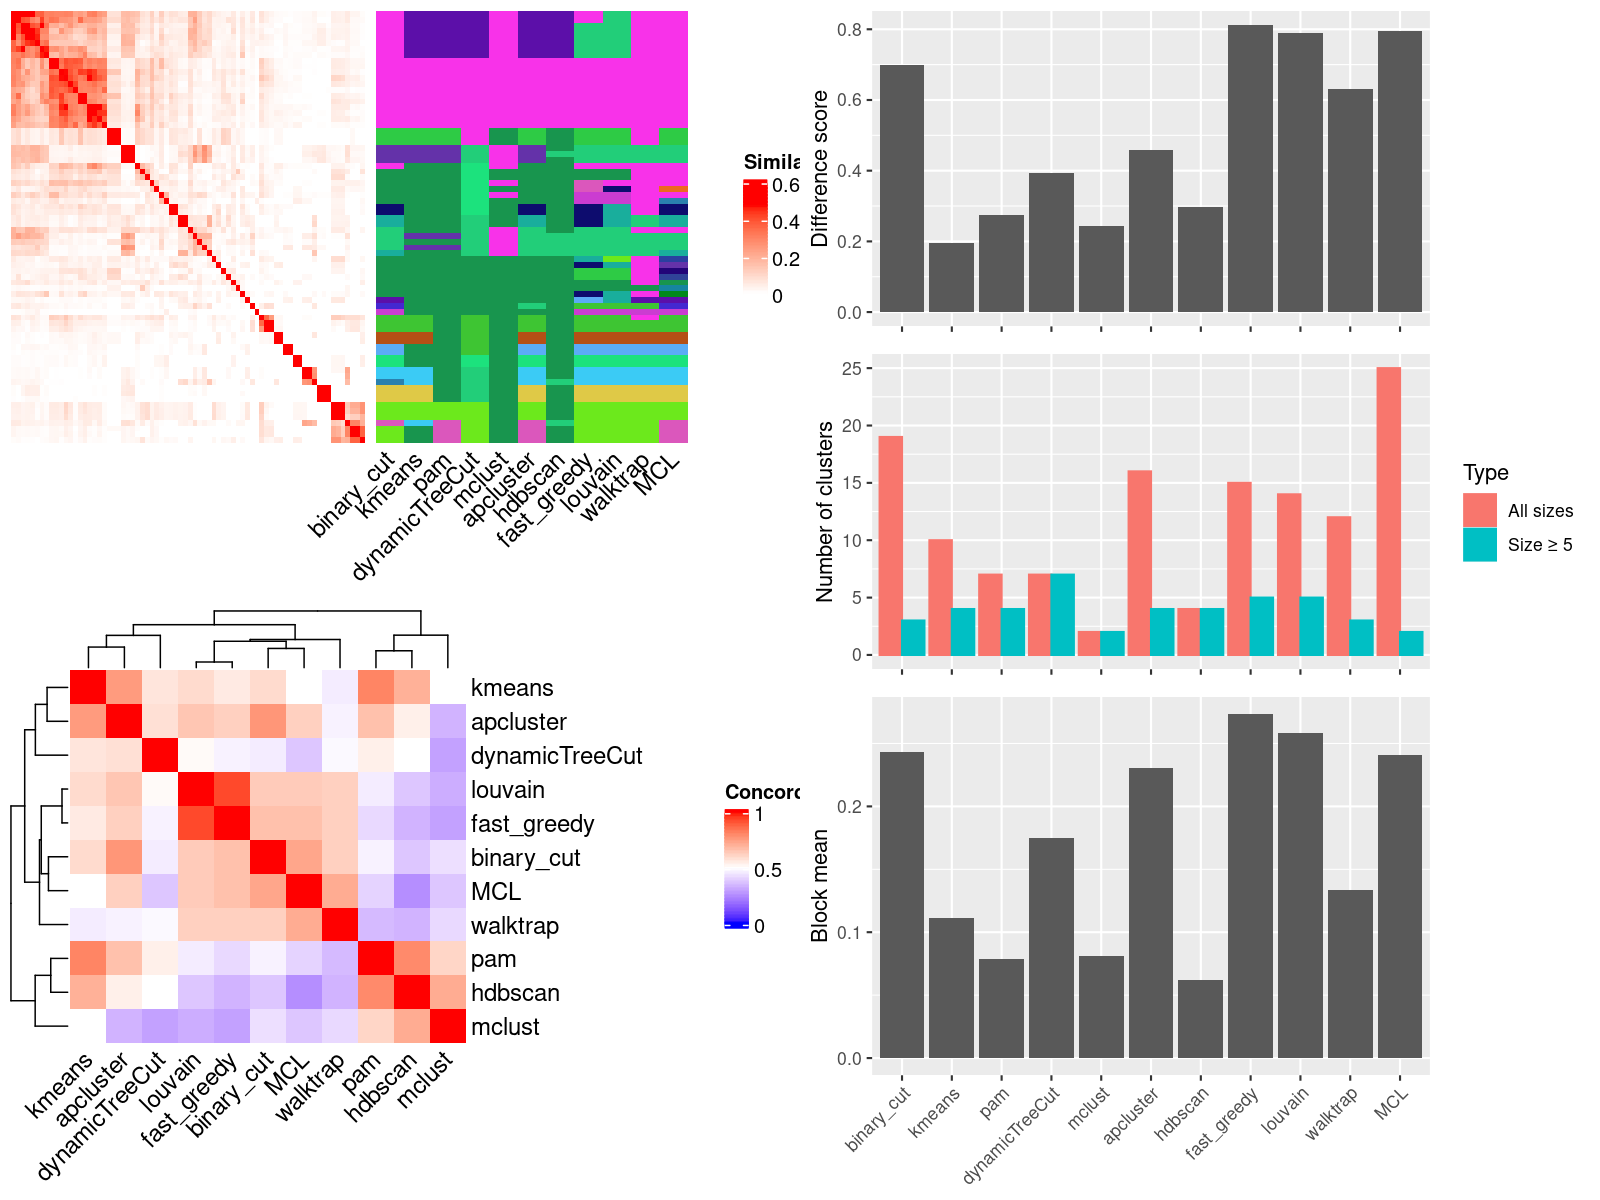 Simila
0.6
0.4
0.2
0
binary_cut
kmeans
pam
dynamicTreeCut
mclust
apcluster
hdbscan
fast_greedy
louvain
walktrap
MCL
Difference score
0.8
0.6
0.4
0.2
0.0
Number of clusters
25
20
15
10
5
0
Type
All sizes
Size ≥ 5
kmeans
apcluster
dynamicTreeCut
louvain
fast_greedy
binary_cut
MCL
walktrap
pam
hdbscan
mclust
kmeans
apcluster
dynamicTreeCut
louvain
fast_greedy
binary_cut
MCL
walktrap
pam
hdbscan
mclust
Concord
1
0.5
0
Block mean
0.2
0.1
0.0
binary_cut
kmeans
pam
dynamicTreeCut
mclust
apcluster
hdbscan
fast_greedy
louvain
walktrap
MCL